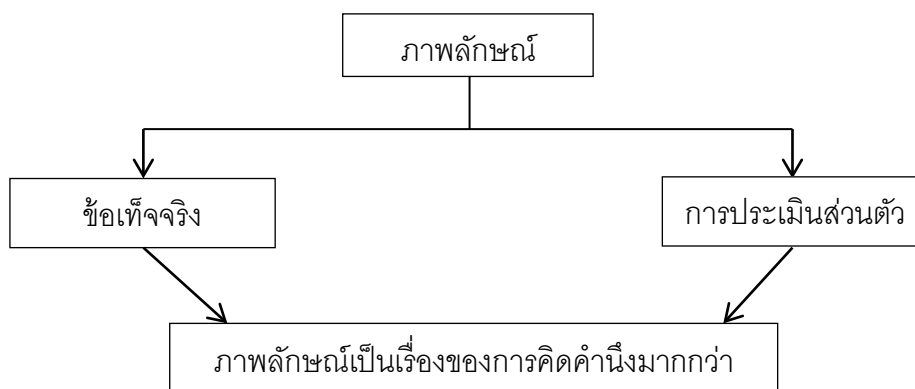 ภาพลักษณ์
ข้อเท็จจริง
การประเมินส่วนตัว
ภาพลักษณ์เป็นเรื่องของการคิดคำนึงมากกว่า